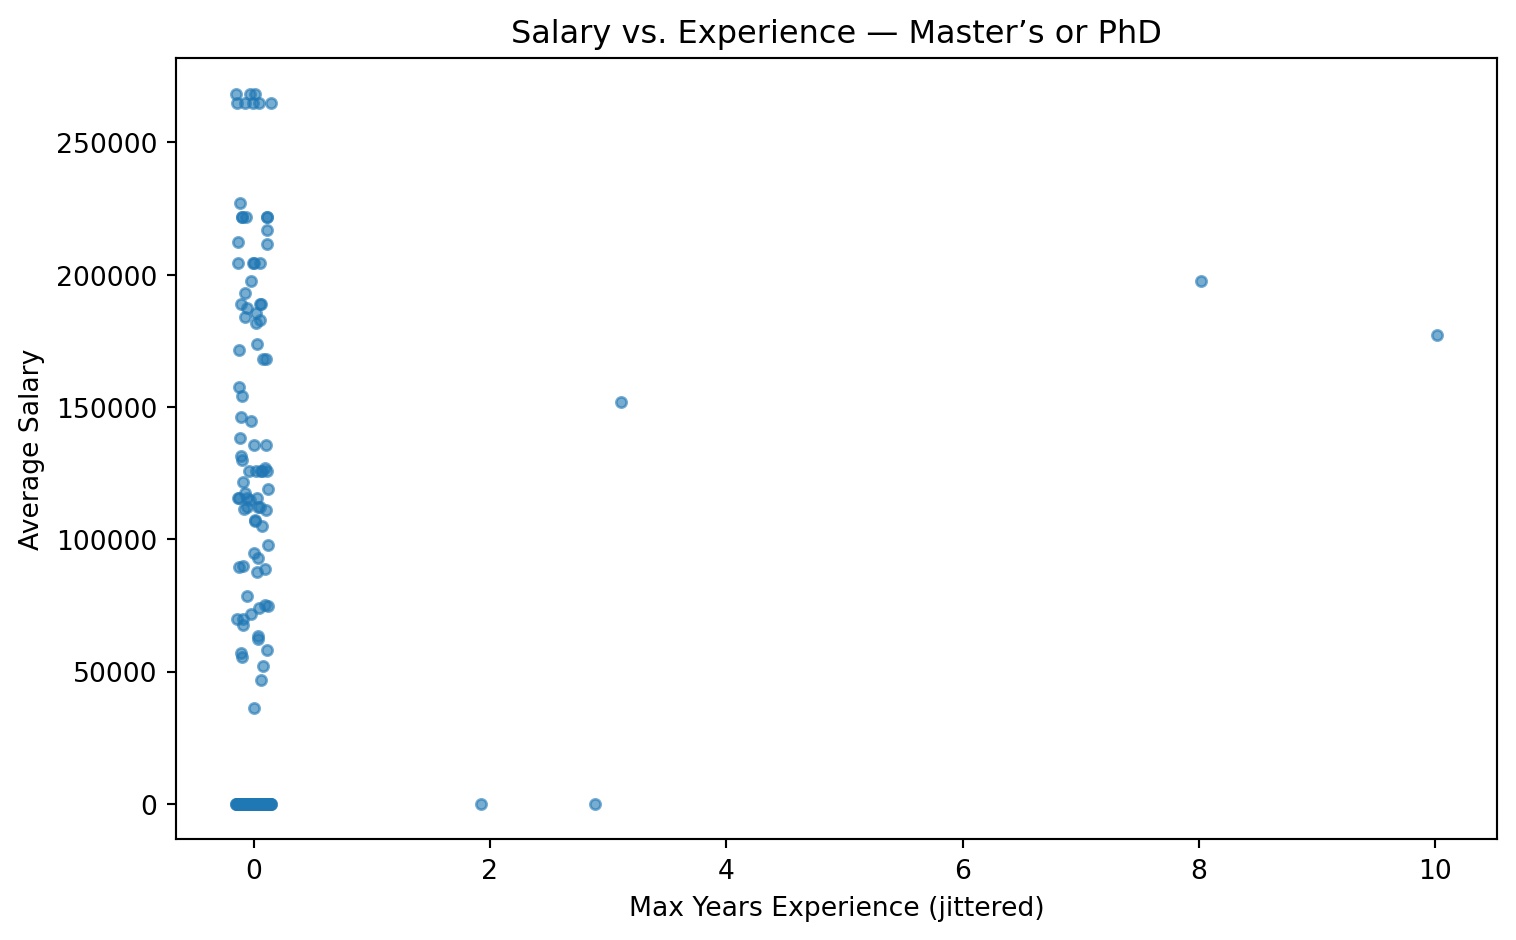 Salary vs. Experience — Master’s or PhD
250000
200000
150000
100000
50000
0
Average Salary
0 2 4 6 8 10
Max Years Experience (jittered)